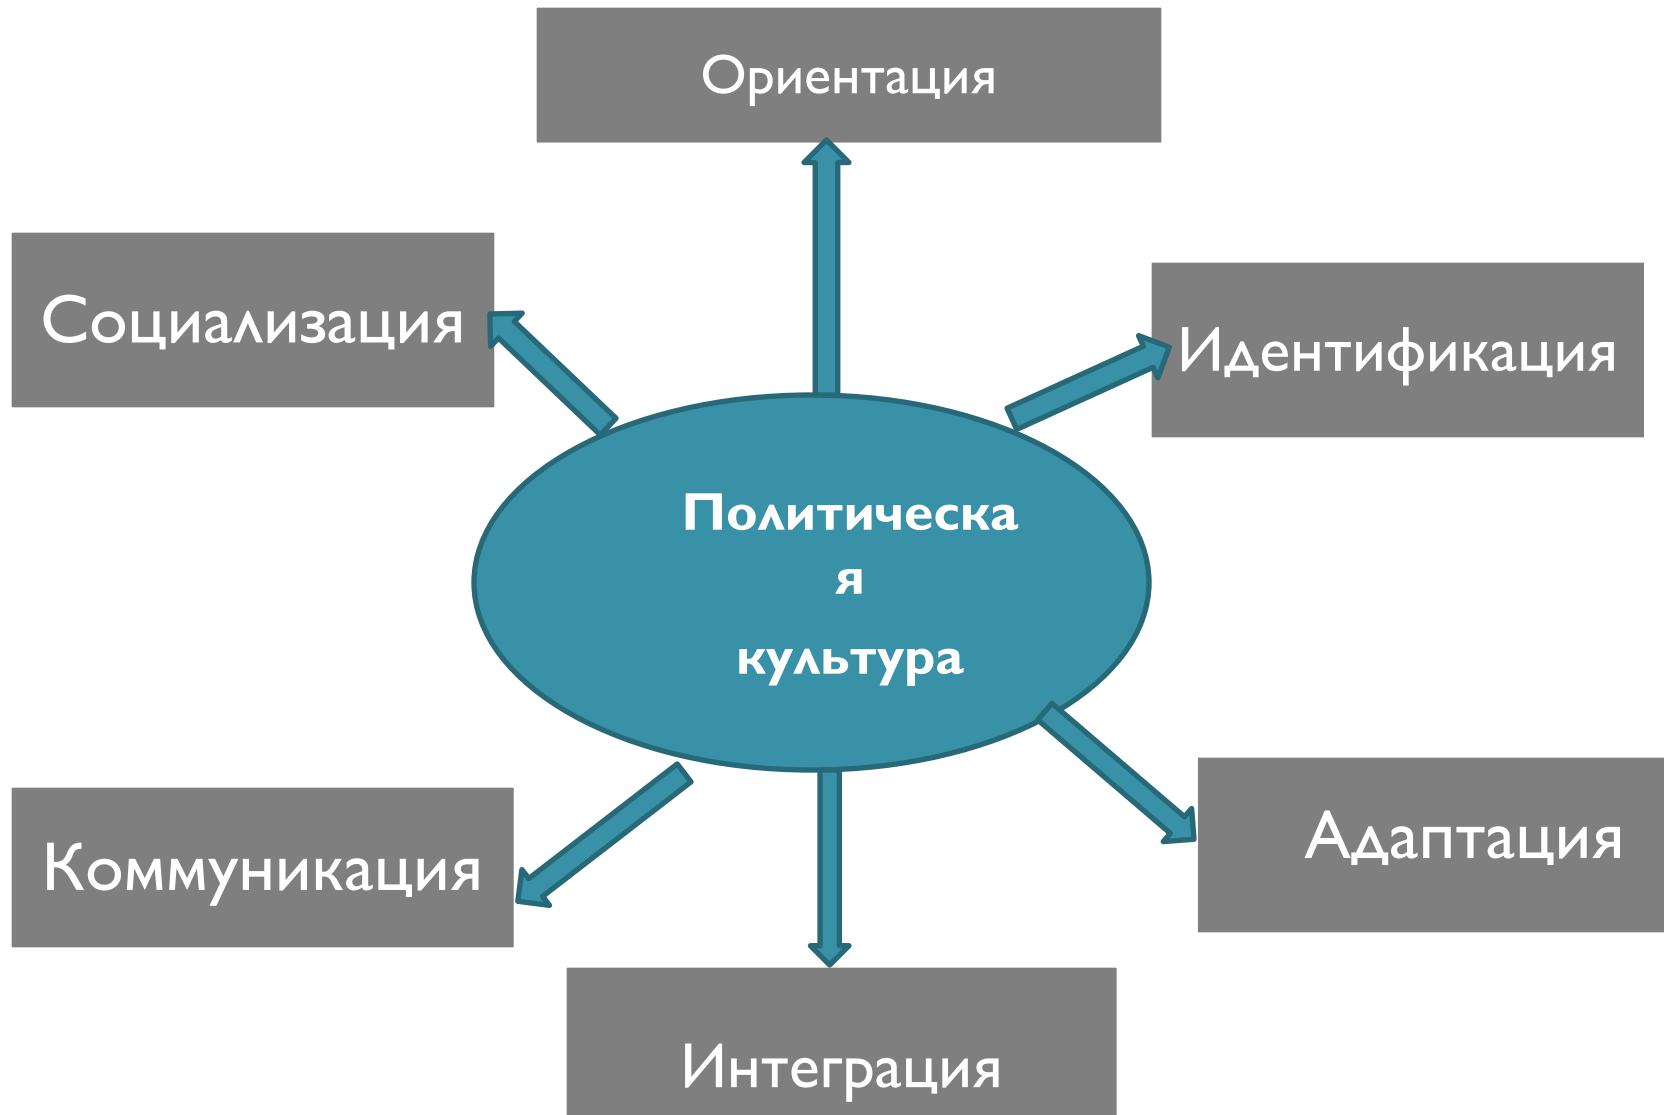 Ориентация
Социализация
Идентификация
Политическа
я
культура
Коммуникация
Адаптация
Интеграция